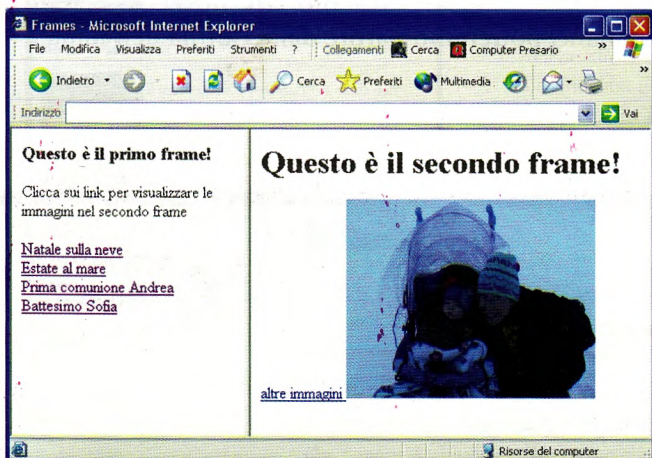 Frames - Microsoft Internet Explorer
File Modifica Visualizza Preferiti Strumenti ? Collegamenti Cerca Computer Presario »
Indietro Cerca Preferiti Multimedia »
Indirizzo Vai
Questo è il primo frame!
Clicca sui link per visualizzare le
immagini nel secondo frame
Natale sulla neve
Estate al mare
Prima comunione Andrea
Battesimo Sofia
Questo è il secondo frame!
altre immagini
Risorse del computer